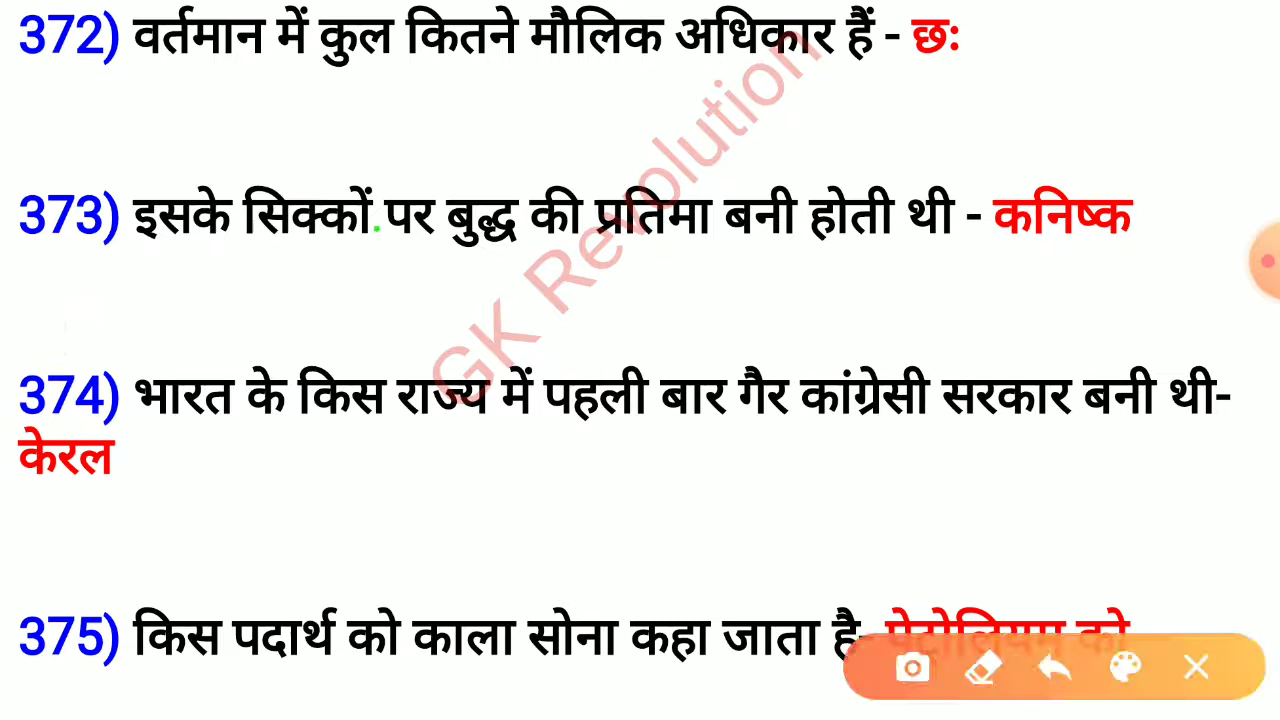 372) वर्तमान में कुल कितने मौलिक अधिकार हैं - छः
373) इसके सिक्कों पर बुद्ध की प्रतिमा बनी होती थी - कनिष्क
374) भारत के किस राज्य में पहली बार गैर कांग्रेसी सरकार बनी थी-
केरल
375) किस पदार्थ को काला सोना कहा जाता है- पेट्रोलियम को
GK Revolution